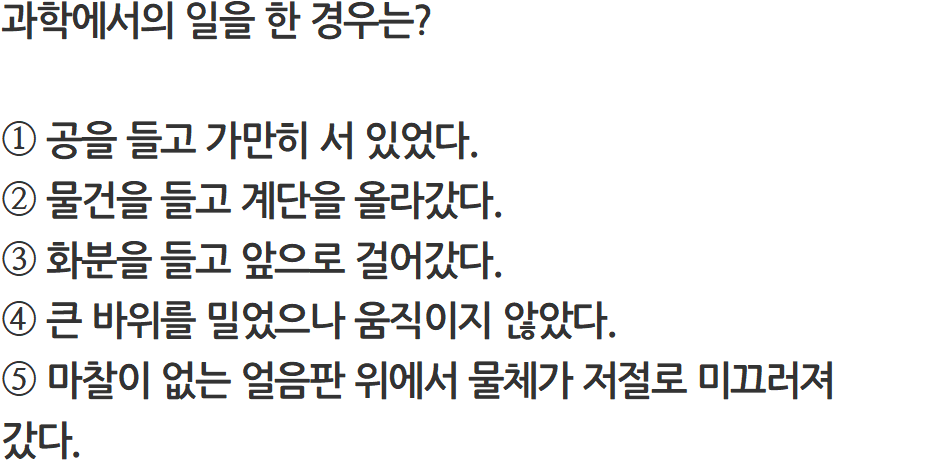 과학에서의 일을 한 경우는?
① 공을 들고 가만히 서 있었다.
② 물건을 들고 계단을 올라갔다.
③ 화분을 들고 앞으로 걸어갔다.
④ 큰 바위를 밀었으나 움직이지 않았다.
⑤ 마찰이 없는 얼음판 위에서 물체가 저절로 미끄러져
갔다.